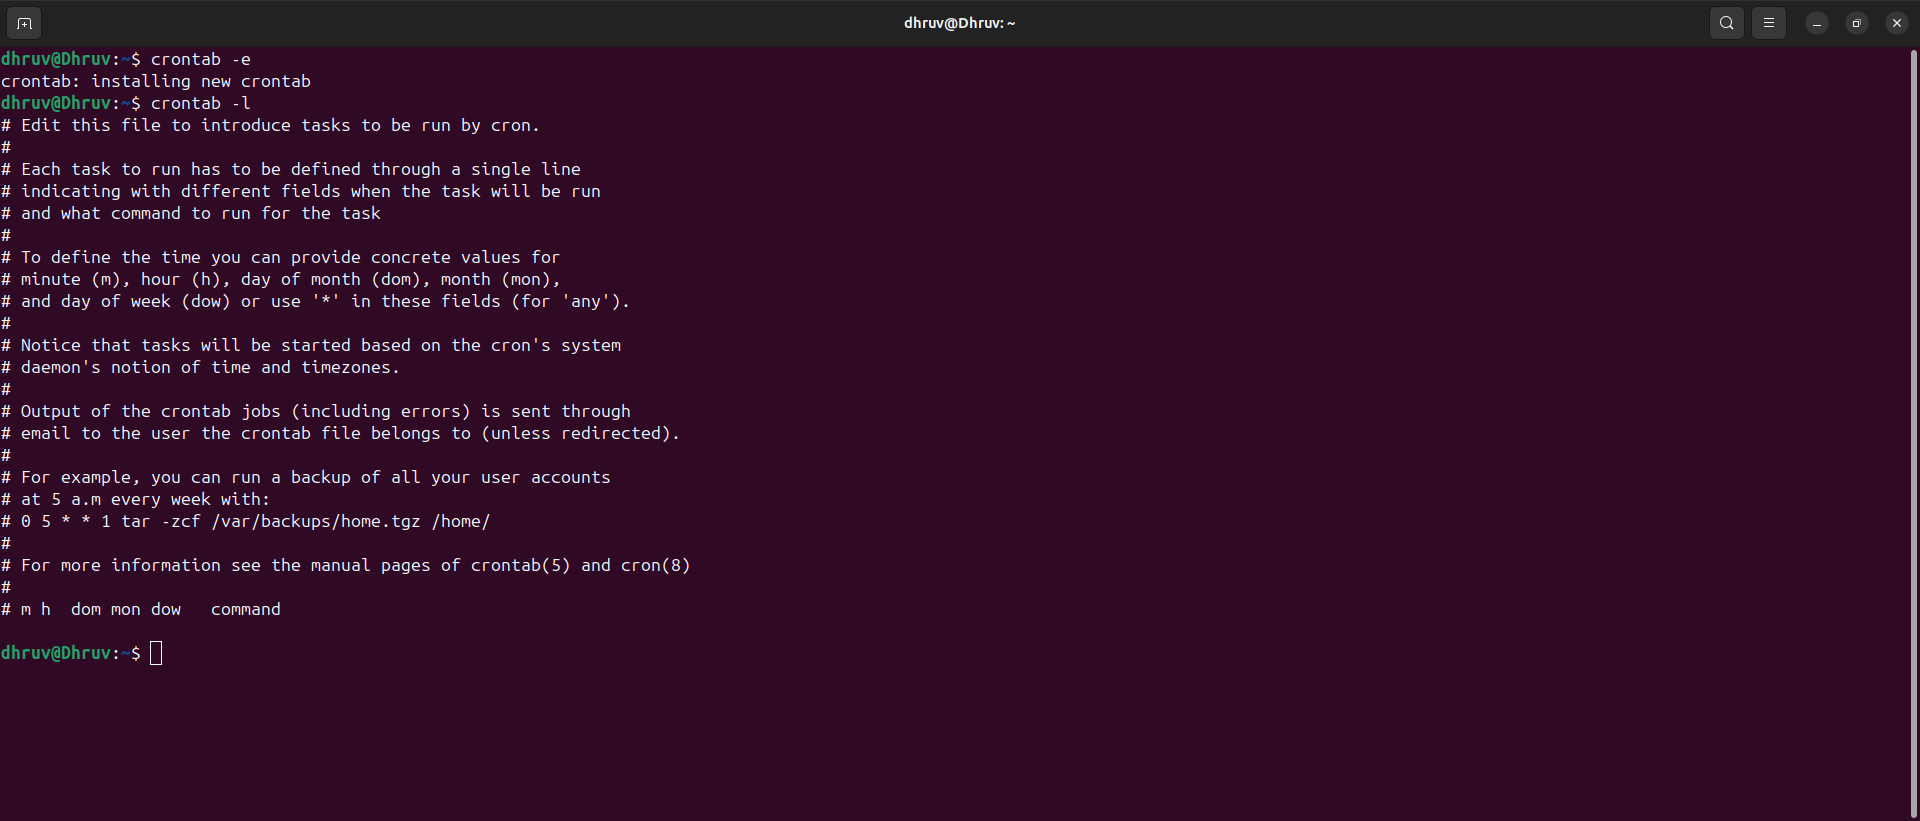 dhruv@Dhruv: ~
dhruv@Dhruv:~$ crontab -e
crontab: installing new crontab
dhruv@Dhruv:~$ crontab -l
# Edit this file to introduce tasks to be run by cron.
#
# Each task to run has to be defined through a single line
# indicating with different fields when the task will be run
# and what command to run for the task
#
# To define the time you can provide concrete values for
# minute (m), hour (h), day of month (dom), month (mon),
# and day of week (dow) or use '*' in these fields (for 'any').
#
# Notice that tasks will be started based on the cron's system
# daemon's notion of time and timezones.
#
# Output of the crontab jobs (including errors) is sent through
# email to the user the crontab file belongs to (unless redirected).
#
# For example, you can run a backup of all your user accounts
# at 5 a.m every week with:
# 0 5 * * 1 tar -zcf /var/backups/home.tgz /home/
#
# For more information see the manual pages of crontab(5) and cron(8)
#
# m h  dom mon dow   command
dhruv@Dhruv:~$